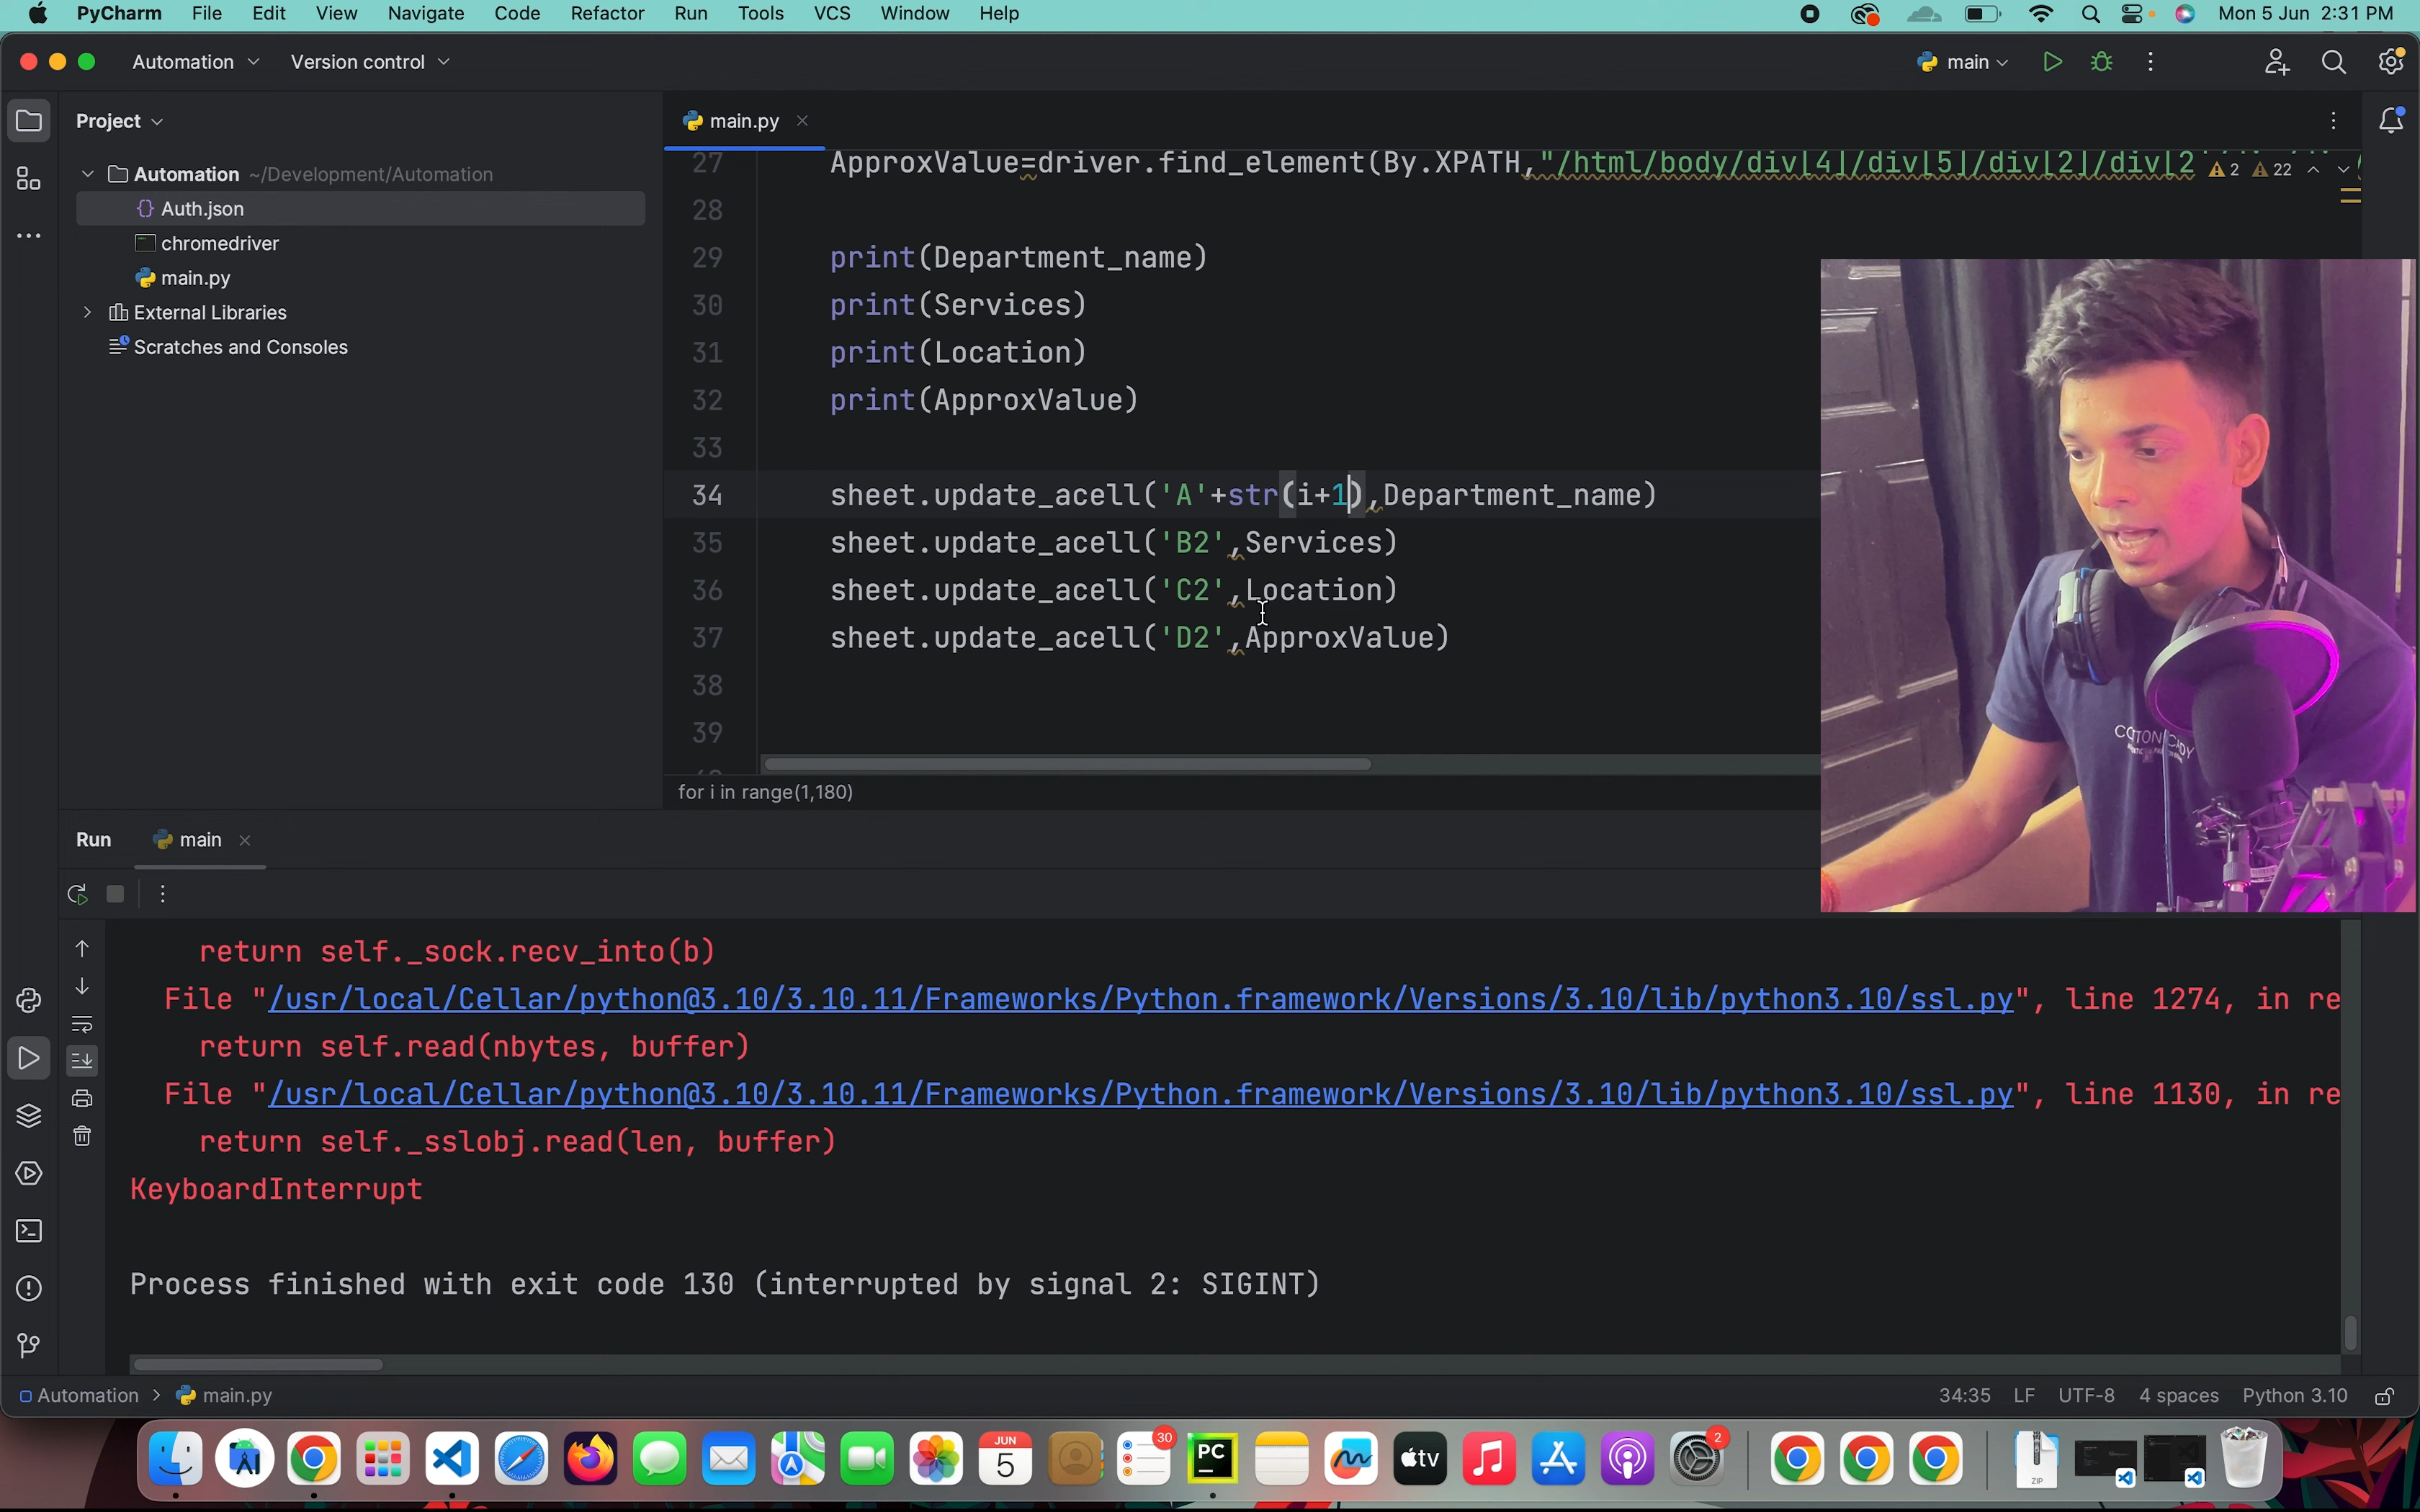 PyCharm File Edit View Navigate Code Refactor Run Tools VCS Window Help Mon 5 Jun 2:31 PM
Automation Version control main
Project
main.py
Automation ~/Development/Automation
Auth.json
chromedriver
main.py
External Libraries
Scratches and Consoles
27 ApproxValue=driver.find_element(By.XPATH,"/html/body/div[4]/div[5]/div[2]/div[2 2 22
28
29 print(Department_name)
30 print(Services)
31 print(Location)
32 print(ApproxValue)
33
34 sheet.update_acell('A'+str(i+1),Department_name)
35 sheet.update_acell('B2',Services)
36 sheet.update_acell('C2',Location)
37 sheet.update_acell('D2',ApproxValue)
38
39
for i in range(1,180)
Run main
return self._sock.recv_into(b)
File "/usr/local/Cellar/python@3.10/3.10.11/Frameworks/Python.framework/Versions/3.10/lib/python3.10/ssl.py", line 1274, in re
return self.read(nbytes, buffer)
File "/usr/local/Cellar/python@3.10/3.10.11/Frameworks/Python.framework/Versions/3.10/lib/python3.10/ssl.py", line 1130, in re
return self._sslobj.read(len, buffer)
KeyboardInterrupt
Process finished with exit code 130 (interrupted by signal 2: SIGINT)
Automation > main.py 34:35 LF UTF-8 4 spaces Python 3.10
JUN
5
30
PC
tv
2
ZIP